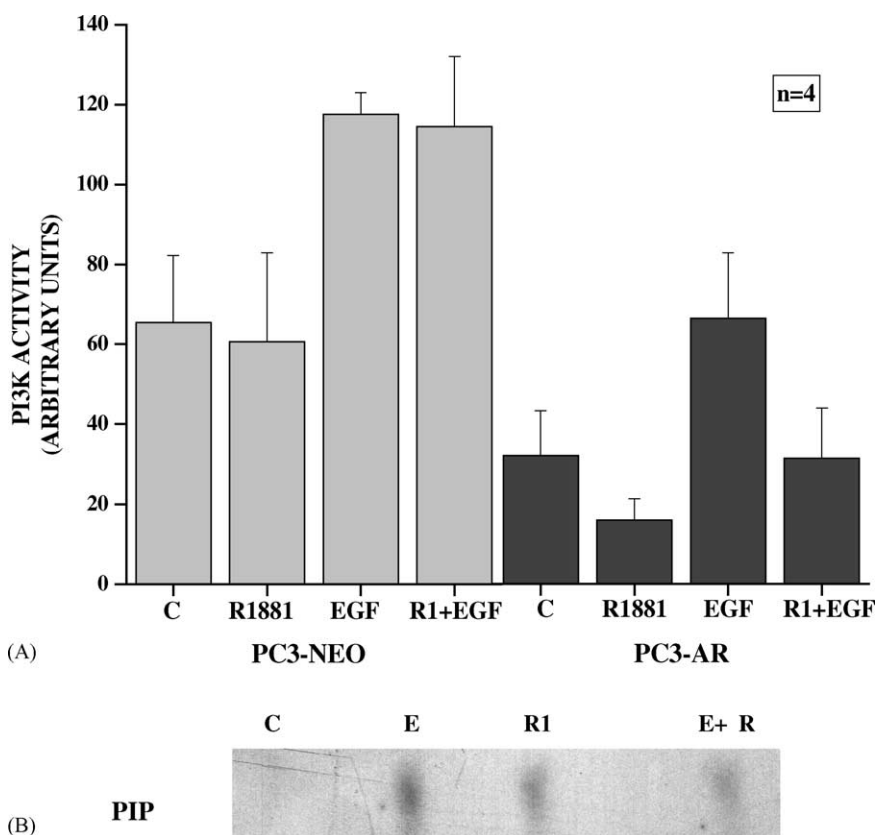 140
120
100
80
60
40
20
0
PI3K ACTIVITY
(ARBITRARY UNITS)
n=4
C R1881 EGF R1+EGF C R1881 EGF R1+EGF
(A) PC3-NEO PC3-AR
C E R1 E+ R
(B) PIP